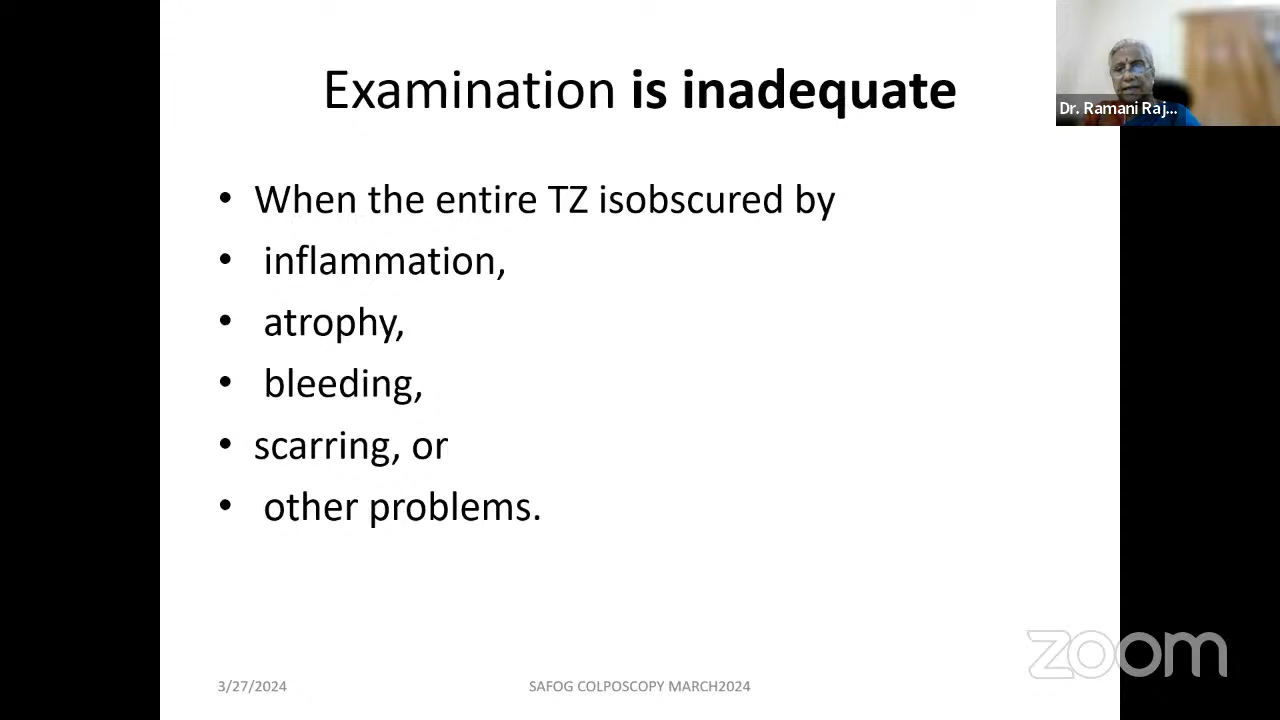 Examination is inadequate
Dr. Ramani Raj...
• When the entire TZ isobscured by
• inflammation,
• atrophy,
• bleeding,
• scarring, or
• other problems.
zoom
3/27/2024
SAFOG COLPOSCOPY MARCH2024